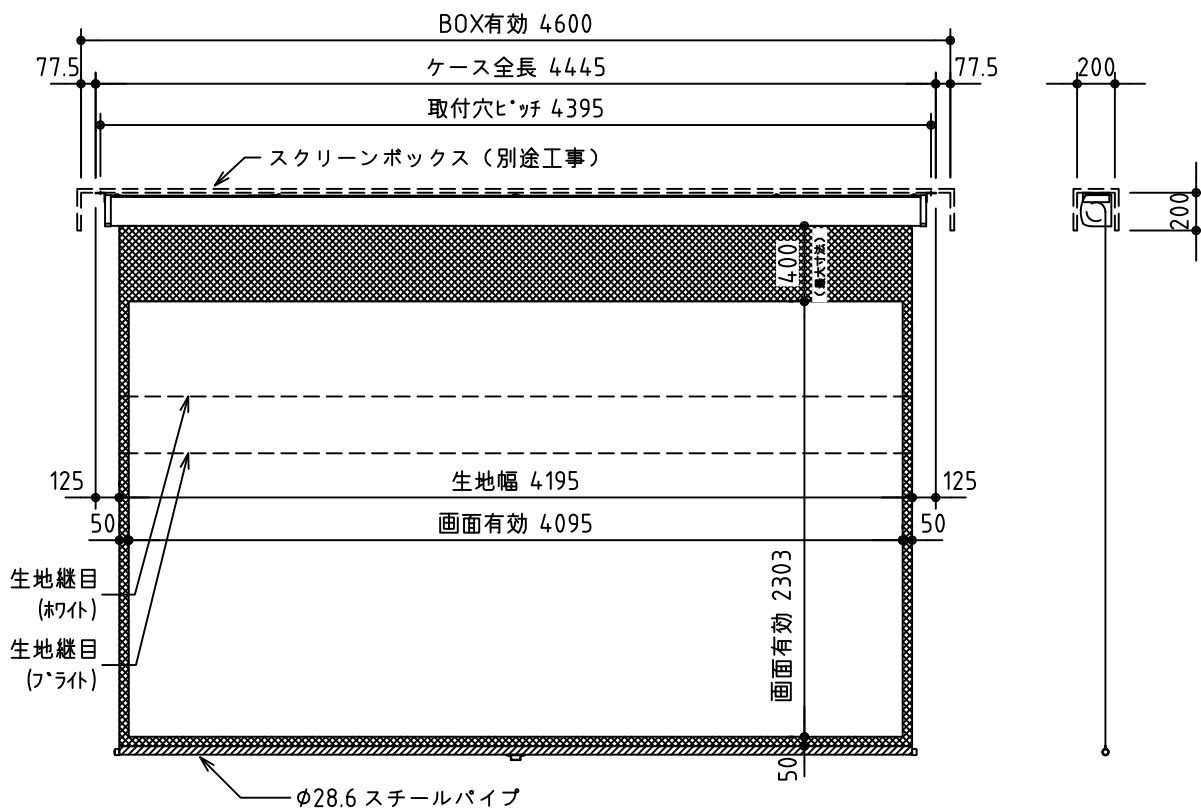 BOX有効 4600
77.5
ケース全長 4445
77.5
200
取付穴ピッチ 4395
スクリーンボックス（別途工事）
200
400
(最大寸法)
125
生地幅 4195
125
50
画面有効 4095
50
画面有効 2303
生地継目
(ホワイト)
生地継目
(ブライト)
50
φ28.6 スチールパイプ